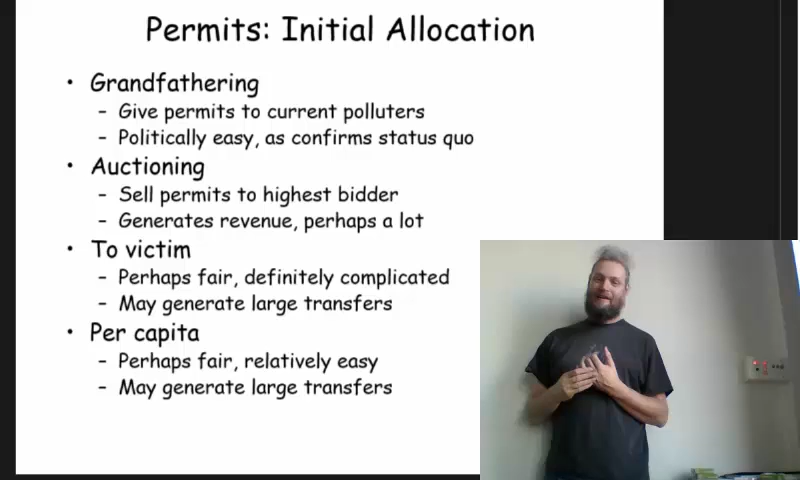 Permits: Initial Allocation
• Grandfathering
– Give permits to current polluters
– Politically easy, as confirms status quo
• Auctioning
– Sell permits to highest bidder
– Generates revenue, perhaps a lot
• To victim
– Perhaps fair, definitely complicated
– May generate large transfers
• Per capita
– Perhaps fair, relatively easy
– May generate large transfers